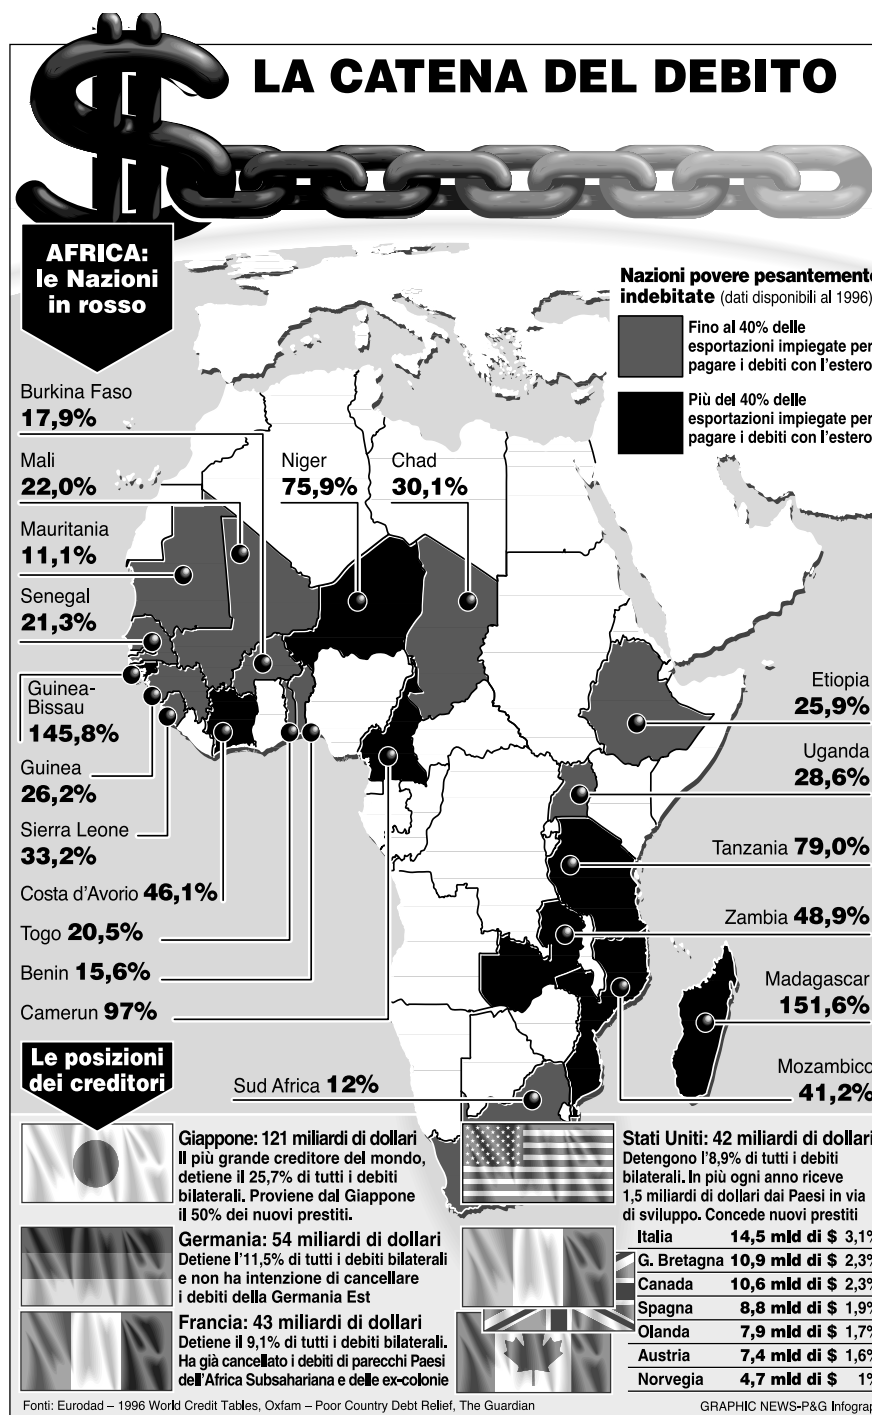 LA CATENA DEL DEBITO
AFRICA:
le Nazioni
in rosso
Nazioni povere pesantemente
indebitate (dati disponibili al 1996)
Fino al 40% delle
esportazioni impiegate per
pagare i debiti con l'estero
Più del 40% delle
esportazioni impiegate per
pagare i debiti con l'estero
Burkina Faso
17,9%
Mali
22,0%
Niger
75,9%
Chad
30,1%
Mauritania
11,1%
Senegal
21,3%
Guinea-
Bissau
145,8%
Guinea
26,2%
Sierra Leone
33,2%
Costa d'Avorio 46,1%
Togo 20,5%
Benin 15,6%
Camerun 97%
Etiopia
25,9%
Uganda
28,6%
Tanzania 79,0%
Zambia 48,9%
Madagascar
151,6%
Mozambico
41,2%
Sud Africa 12%
Le posizioni
dei creditori
Giappone: 121 miliardi di dollari
Il più grande creditore del mondo,
detiene il 25,7% di tutti i debiti
bilaterali. Proviene dal Giappone
il 50% dei nuovi prestiti.
Germania: 54 miliardi di dollari
Detiene l'11,5% di tutti i debiti bilaterali
e non ha intenzione di cancellare
i debiti della Germania Est
Francia: 43 miliardi di dollari
Detiene il 9,1% di tutti i debiti bilaterali.
Ha già cancellato i debiti di parecchi Paesi
dell'Africa Subsahariana e delle ex-colonie
Stati Uniti: 42 miliardi di dollari
Detengono l'8,9% di tutti i debiti
bilaterali. In più ogni anno riceve
1,5 miliardi di dollari dai Paesi in via
di sviluppo. Concede nuovi prestiti
Italia 14,5 mld di $ 3,1%
G. Bretagna 10,9 mld di $ 2,3%
Canada 10,6 mld di $ 2,3%
Spagna 8,8 mld di $ 1,9%
Olanda 7,9 mld di $ 1,7%
Austria 7,4 mld di $ 1,6%
Norvegia 4,7 mld di $ 1%
Fonti: Eurodad – 1996 World Credit Tables, Oxfam – Poor Country Debt Relief, The Guardian
GRAPHIC NEWS-P&G Infograp